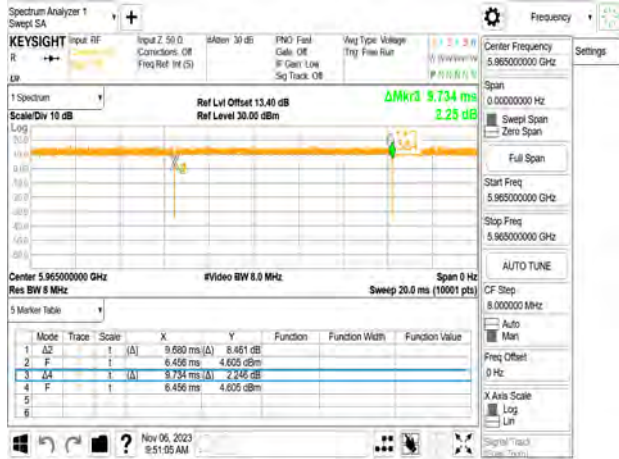 Spectrum Analyzer 1
Swept SA
+
Frequency
KEYSIGHT
Input: RF
Input Z: 50 Ω
#Atten: 30 dB
PNO: Fast
Avg Type: Voltage
R
Corrections: Off
Gate: Off
Trig: Free Run
Freq Ref: Int (S)
IF Gain: Low
Sig Track: Off
Center Frequency
5.965000000 GHz
Settings
Span
0.00000000 Hz
Swept Span
Zero Span
Full Span
Start Freq
5.965000000 GHz
Stop Freq
5.965000000 GHz
AUTO TUNE
CF Step
8.000000 MHz
Auto
Man
Freq Offset
0 Hz
X Axis Scale
Log
Lin
Signal Track
1 Spectrum
Scale/Div 10 dB
Ref Lvl Offset 13.40 dB
Ref Level 30.00 dBm
ΔMkr3 9.734 ms
2.25 dB
Log
Center 5.965000000 GHz
#Video BW 8.0 MHz
Span 0 Hz
Res BW 8 MHz
Sweep 20.0 ms (10001 pts)
5 Marker Table
Mode Trace Scale X Y Function Function Width Function Value
1 Δ2 t (Δ) 9.680 ms (Δ) 8.461 dB
2 F t 6.456 ms 4.605 dBm
3 Δ4 t (Δ) 9.734 ms (Δ) 2.246 dB
4 F t 6.456 ms 4.605 dBm
5
6
?
Nov 06, 2023
9:51:05 AM